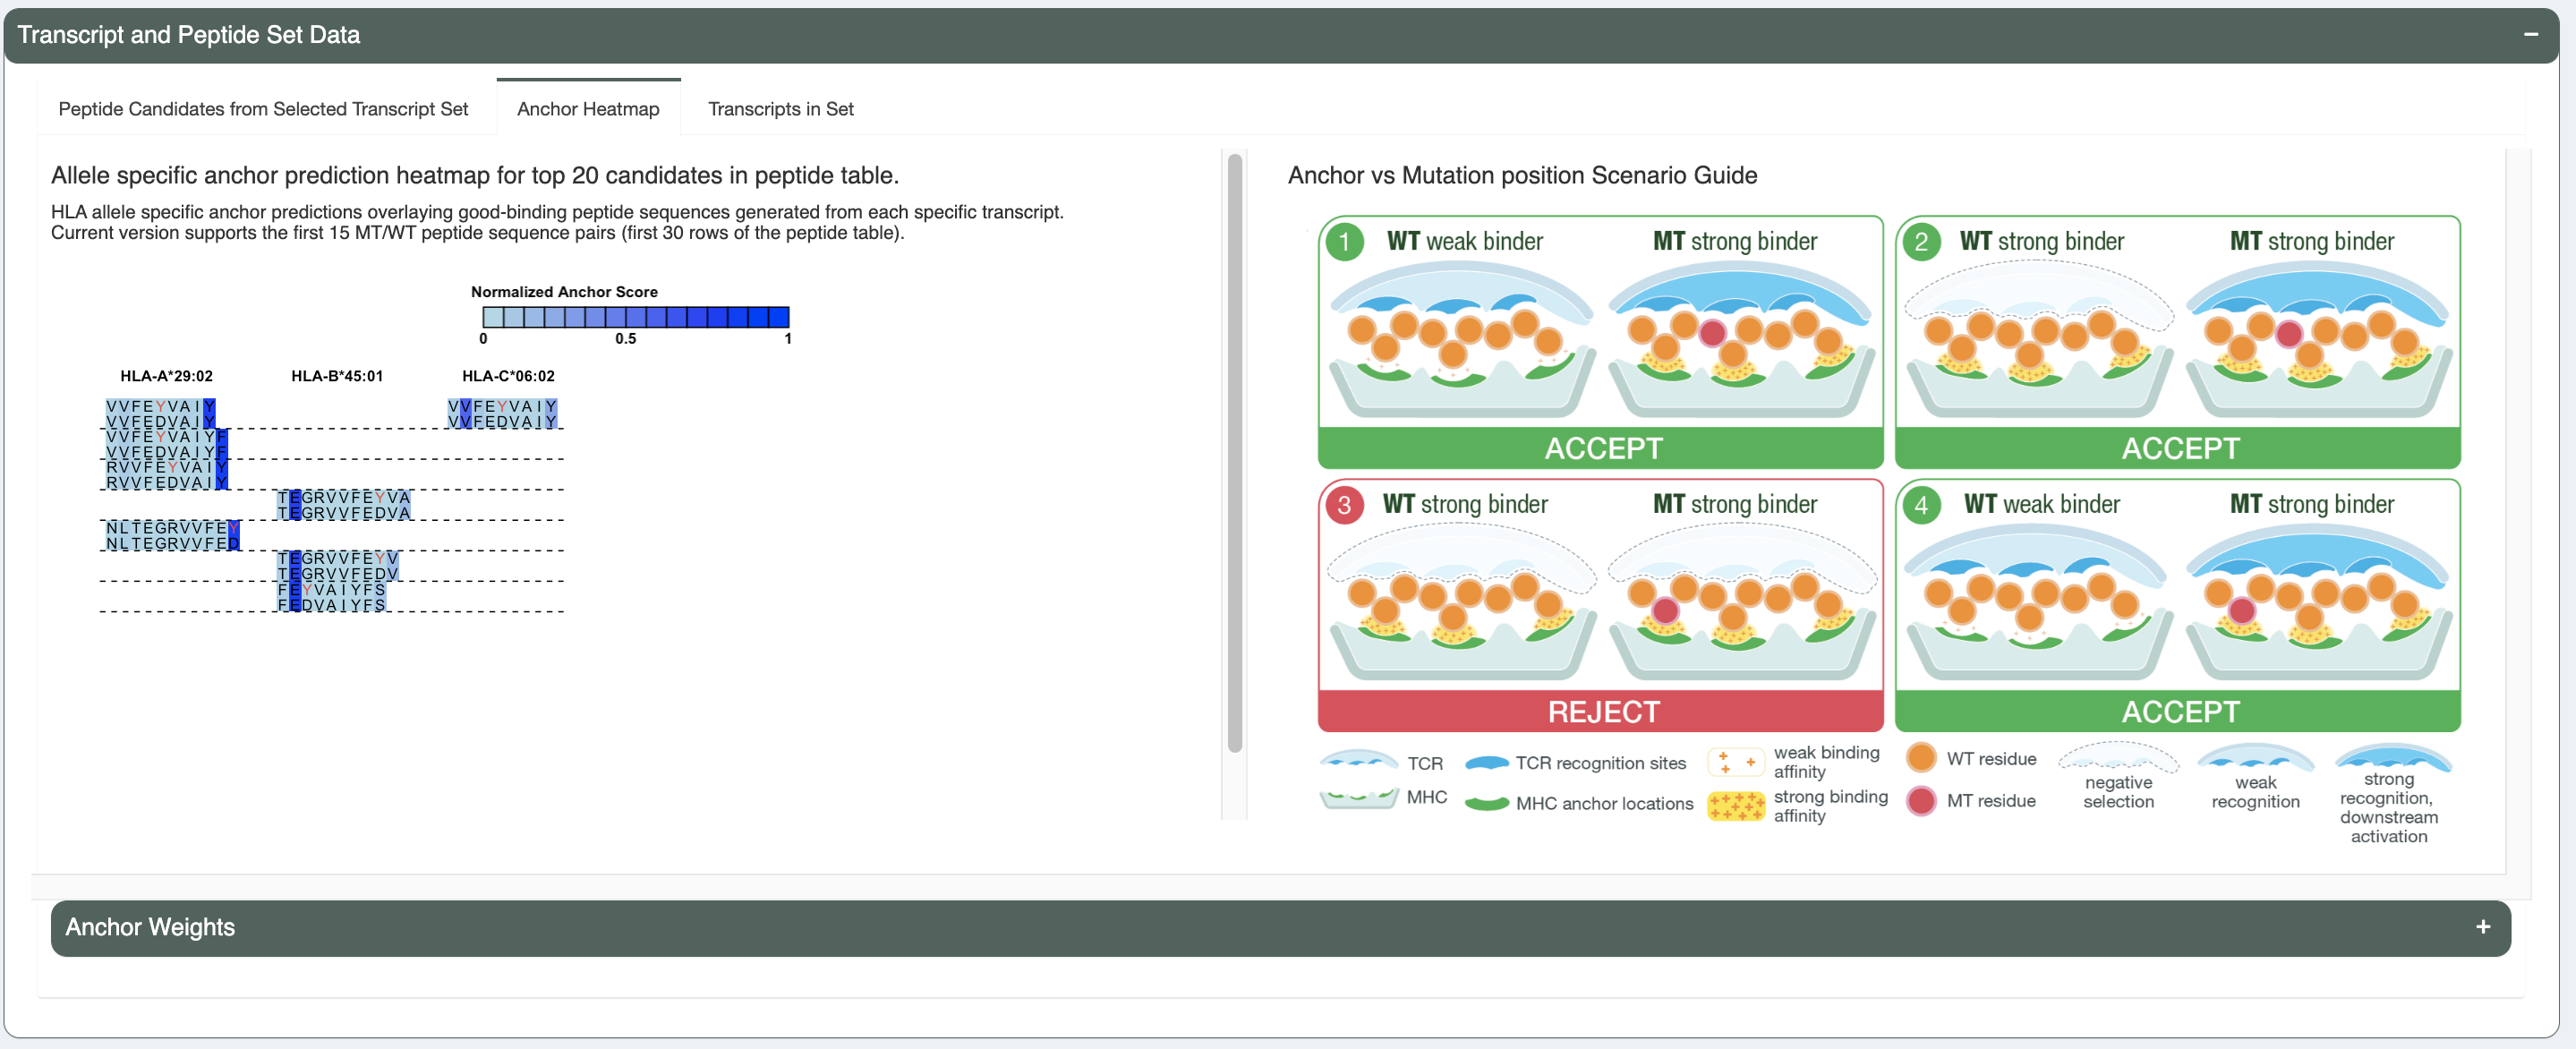 Transcript and Peptide Set Data
−
Peptide Candidates from Selected Transcript Set
Anchor Heatmap
Transcripts in Set
Allele specific anchor prediction heatmap for top 20 candidates in peptide table.
HLA allele specific anchor predictions overlaying good-binding peptide sequences generated from each specific transcript.
Current version supports the first 15 MT/WT peptide sequence pairs (first 30 rows of the peptide table).
Normalized Anchor Score
0 0.5 1
HLA-A*29:02 HLA-B*45:01 HLA-C*06:02
VVFEYVAIY VVFEYVAIY
VVFEDVAIY VVFEDVAIY
VVFEYVAIYF
VVFEDVAIYF
RVVFEYVAIY
RVVFEDVAIY
TEGRVVFEYVA
TEGRVVFEDVA
NLTEGRVVFEY
NLTEGRVVFED
TEGRVVFEYV
TEGRVVFEDV
FEYVAIYFS
FEDVAIYFS
Anchor vs Mutation position Scenario Guide
1 WT weak binder MT strong binder
ACCEPT
2 WT strong binder MT strong binder
ACCEPT
3 WT strong binder MT strong binder
REJECT
4 WT weak binder MT strong binder
ACCEPT
TCR
MHC
TCR recognition sites
MHC anchor locations
weak binding
affinity
strong binding
affinity
WT residue
MT residue
negative
selection
weak
recognition
strong
recognition,
downstream
activation
Anchor Weights
+